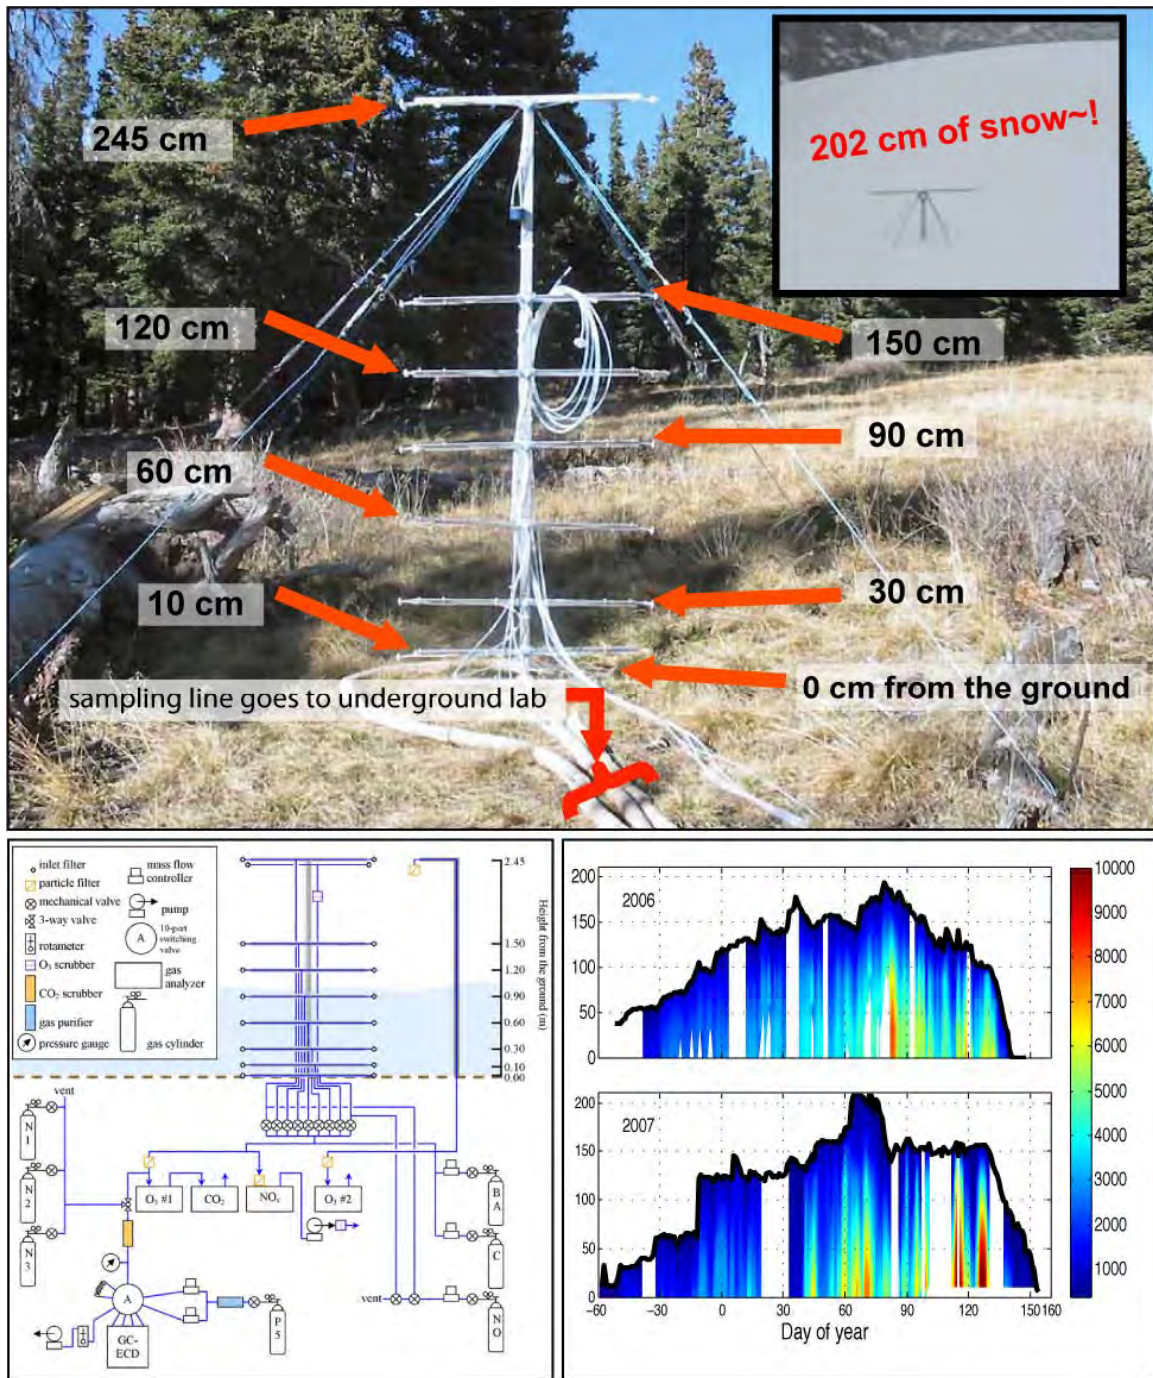 202 cm of snow~!
245 cm
120 cm
150 cm
90 cm
60 cm
10 cm
30 cm
0 cm from the ground
sampling line goes to underground lab
inlet filter
particle filter
mechanical valve
3-way valve
rotameter
O₃ scrubber
CO₂ scrubber
gas purifier
pressure gauge
mass flow
controller
pump
A
10-port
switching
valve
gas
analyzer
gas cylinder
2.45
1.50
1.20
0.90
0.60
0.30
0.10
0.00
Height from the ground (m)
vent
N1
N2
N3
O₃ #1
CO₂
NOₓ
O₃ #2
BA
C
NO
vent
A
P5
GC-
ECD
2006
200
150
100
50
0
2007
200
150
100
50
0
-60
-30
0
30
60
90
120
150
160
Day of year
10000
9000
8000
7000
6000
5000
4000
3000
2000
1000